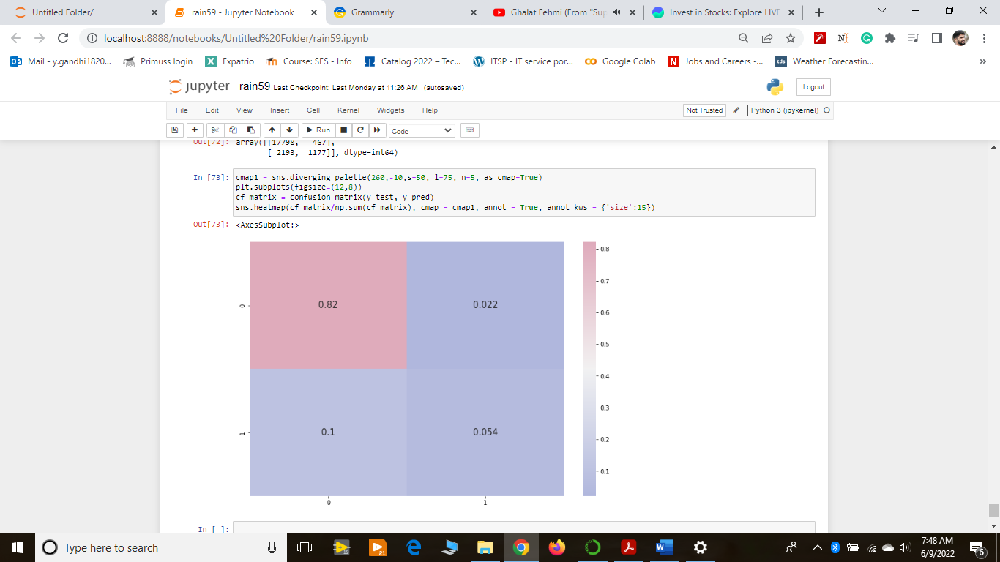 Untitled Folder/
rain59 - Jupyter Notebook
Grammarly
Ghalat Fehmi (From "Sup
Invest in Stocks: Explore LIVE
localhost:8888/notebooks/Untitled%20Folder/rain59.ipynb
Mail - y.gandhi1820...
Primuss login
Expatrio
Course: SES - Info
Catalog 2022 – Tec...
ITSP - IT service por...
Google Colab
Jobs and Careers -...
Weather Forecastin...
»
jupyter rain59 Last Checkpoint: Last Monday at 11:26 AM (autosaved)
Logout
File Edit View Insert Cell Kernel Widgets Help
Not Trusted
Python 3 (ipykernel)
Run
Code
Out[72]: array([[17798, 467],
[ 2193, 1177]], dtype=int64)
In [73]: cmap1 = sns.diverging_palette(260,-10,s=50, l=75, n=5, as_cmap=True)
plt.subplots(figsize=(12,8))
cf_matrix = confusion_matrix(y_test, y_pred)
sns.heatmap(cf_matrix/np.sum(cf_matrix), cmap = cmap1, annot = True, annot_kws = {'size':15})
Out[73]: <AxesSubplot:>
0.82
0.022
0.1
0.054
0
1
0
1
0.8
0.7
0.6
0.5
0.4
0.3
0.2
0.1
In [ ]:
Type here to search
7:48 AM
6/9/2022
6